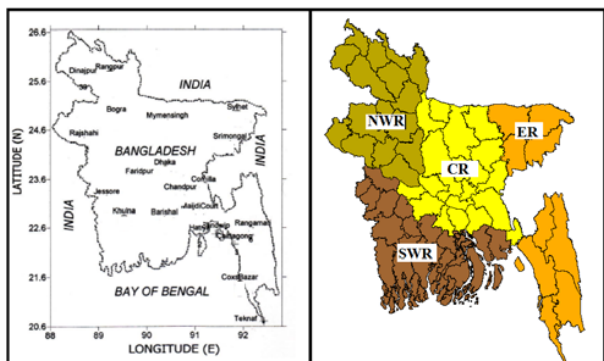 26.6
25.6
24.6
23.6
22.6
21.6
20.6
LATITUDE (N)
88
89
90
91
92
LONGITUDE (E)
Dinajpur
Rangpur
INDIA
Bogra
Mymensingh
Sylhet
Rajshahi
Srimongal
BANGLADESH
INDIA
Dhaka
Faridpur
Comilla
Chandpur
Jessore
INDIA
Khulna
Barishal
MaijdiCourt
Rangamati
Chittagong
CoxsBazar
BAY OF BENGAL
Teknaf
NWR
ER
CR
SWR